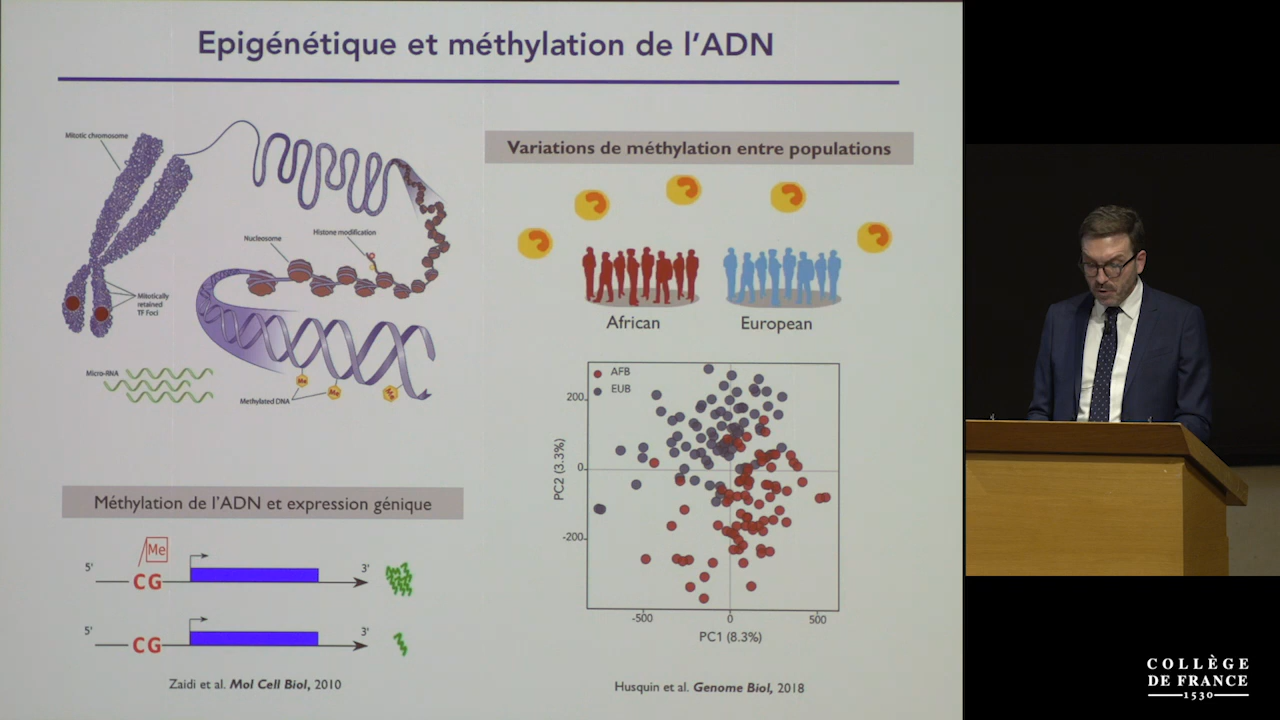 Epigénétique et méthylation de l'ADN
Mitotic chromosome
Nucleosome
Histone modification
Mitotically
retained
TF Foci
Micro-RNA
Methylated DNA
Me
Me
Variations de méthylation entre populations
African
European
AFB
EUB
200
0
-200
PC2 (3.3%)
-500
0
500
PC1 (8.3%)
Husquin et al. Genome Biol, 2018
Méthylation de l'ADN et expression génique
Me
5'
CG
3'
5'
CG
3'
Zaidi et al. Mol Cell Biol, 2010
COLLÈGE
DE FRANCE
1530